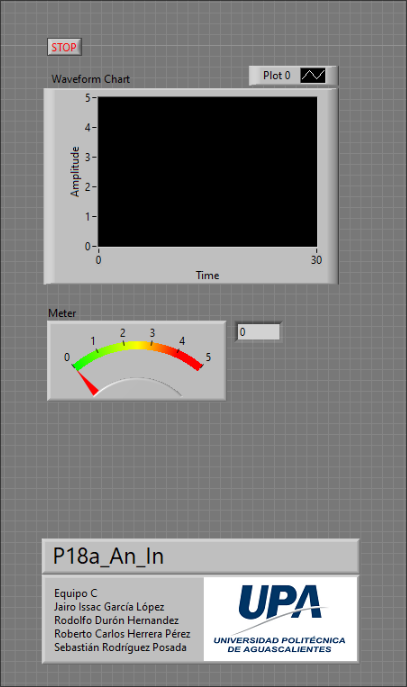 STOP
Waveform Chart
Plot 0
Amplitude
5
4
3
2
1
0
0
30
Time
Meter
0
1
2
3
4
5
0
P18a_An_In
Equipo C
Jairo Issac García López
Rodolfo Durón Hernandez
Roberto Carlos Herrera Pérez
Sebastián Rodríguez Posada
UPA
UNIVERSIDAD POLITÉCNICA
DE AGUASCALIENTES